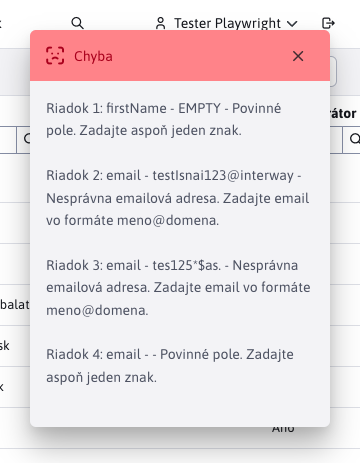 Tester Playwright
Chyba
rátor
Riadok 1: firstName - EMPTY - Povinné
pole. Zadajte aspoň jeden znak.
Riadok 2: email - testIsnai123@interway -
Nesprávna emailová adresa. Zadajte email
vo formáte meno@domena.
Riadok 3: email - tes125*$as. - Nesprávna
emailová adresa. Zadajte email vo formáte
meno@domena.
balat
Riadok 4: email - - Povinné pole. Zadajte
sk
aspoň jeden znak.
k
Áno